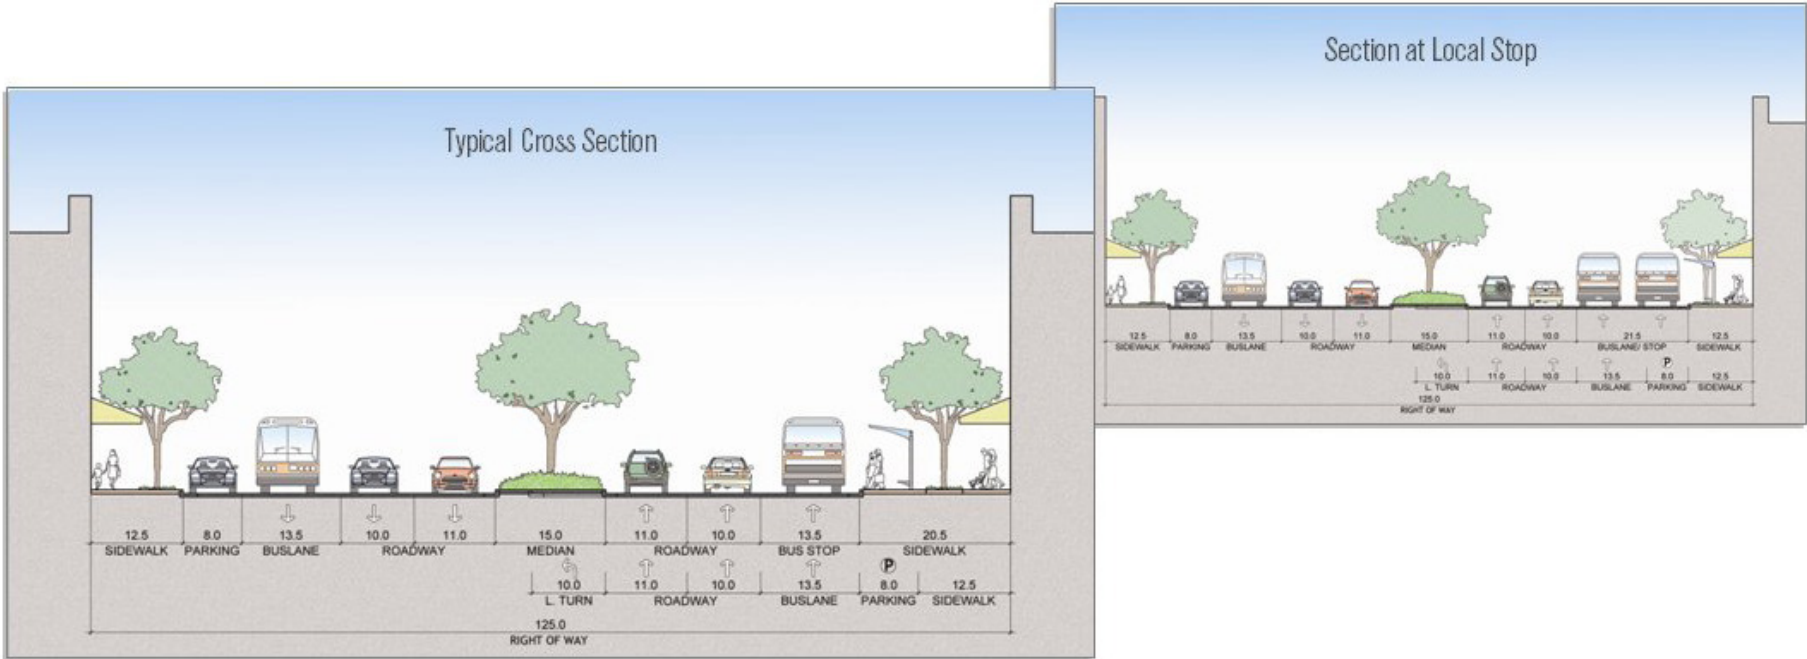 Typical Cross Section
12.5 8.0 13.5 10.0 11.0 15.0 11.0 10.0 13.5 20.5
SIDEWALK PARKING BUSLANE ROADWAY MEDIAN ROADWAY BUS STOP SIDEWALK
P
10.0 11.0 10.0 13.5 8.0 12.5
L. TURN ROADWAY BUSLANE PARKING SIDEWALK
125.0
RIGHT OF WAY
Section at Local Stop
12.5 8.0 13.5 10.0 11.0 15.0 11.0 10.0 21.5 12.5
SIDEWALK PARKING BUSLANE ROADWAY MEDIAN ROADWAY BUSLANE/ STOP SIDEWALK
P
10.0 11.0 10.0 13.5 8.0 12.5
L. TURN ROADWAY BUSLANE PARKING SIDEWALK
125.0
RIGHT OF WAY